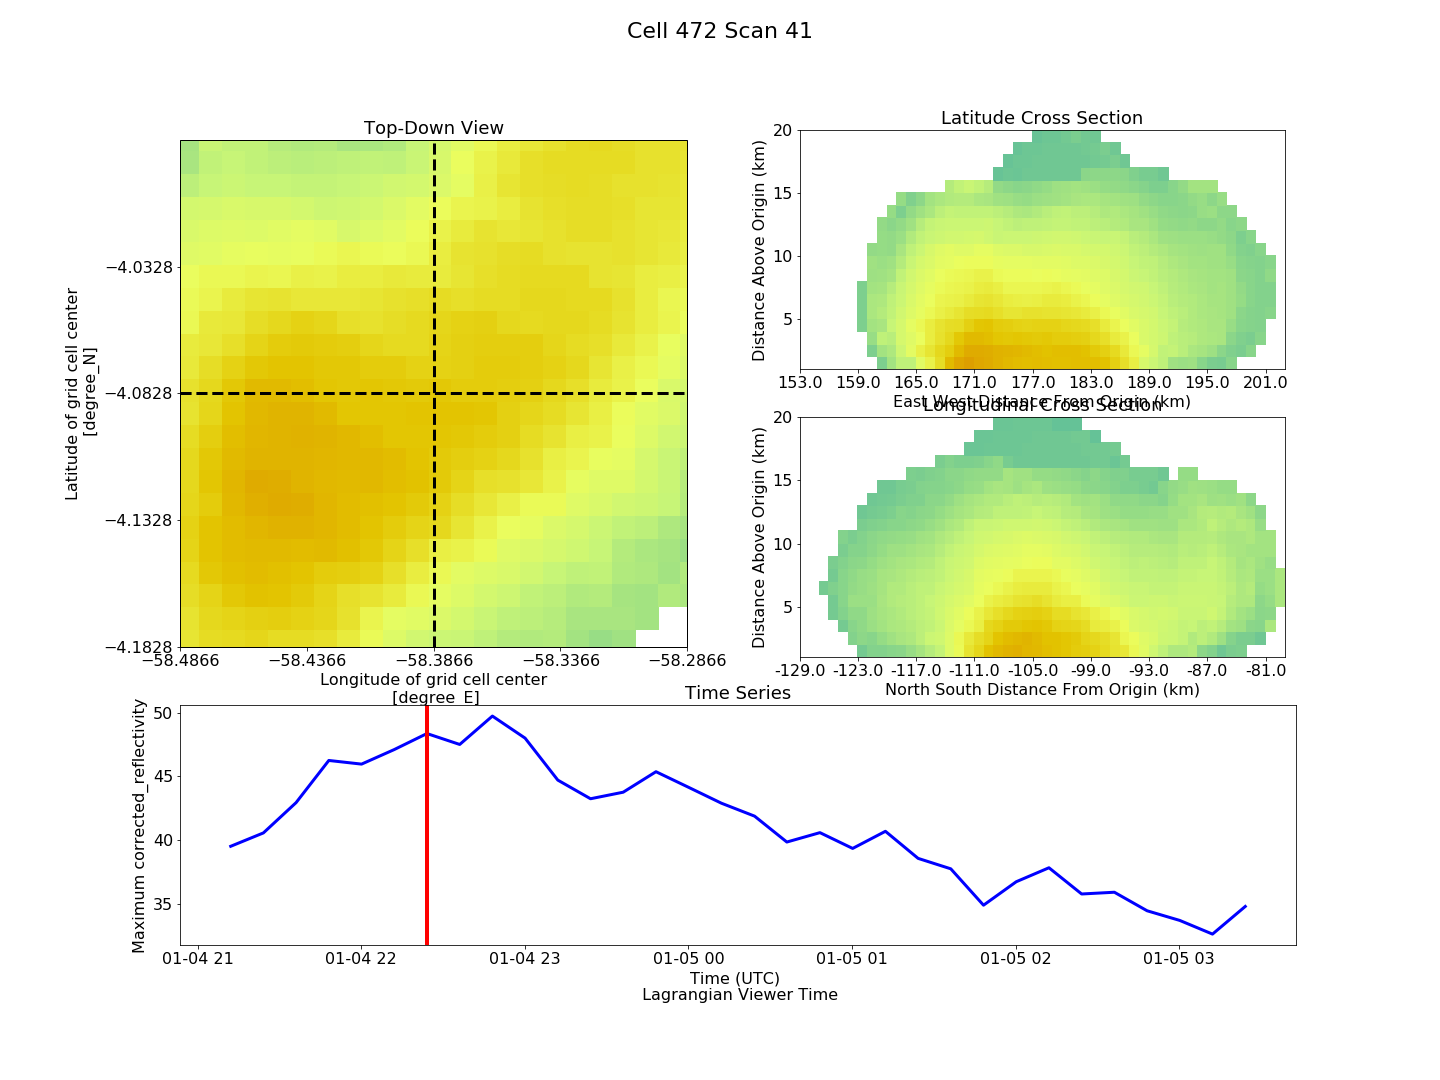 Cell 472 Scan 41
Top-Down View
Latitude of grid cell center
[degree_N]
−4.0328
−4.0828
−4.1328
−4.1828
−58.4866 −58.4366 −58.3866 −58.3366 −58.2866
Longitude of grid cell center
[degree_E]
Latitude Cross Section
Distance Above Origin (km)
20
15
10
5
153.0 159.0 165.0 171.0 177.0 183.0 189.0 195.0 201.0
East West Distance From Origin (km)
Longitudinal Cross Section
Distance Above Origin (km)
20
15
10
5
-129.0 -123.0 -117.0 -111.0 -105.0 -99.0 -93.0 -87.0 -81.0
North South Distance From Origin (km)
Time Series
Maximum corrected_reflectivity
50
45
40
35
01-04 21 01-04 22 01-04 23 01-05 00 01-05 01 01-05 02 01-05 03
Time (UTC)
Lagrangian Viewer Time